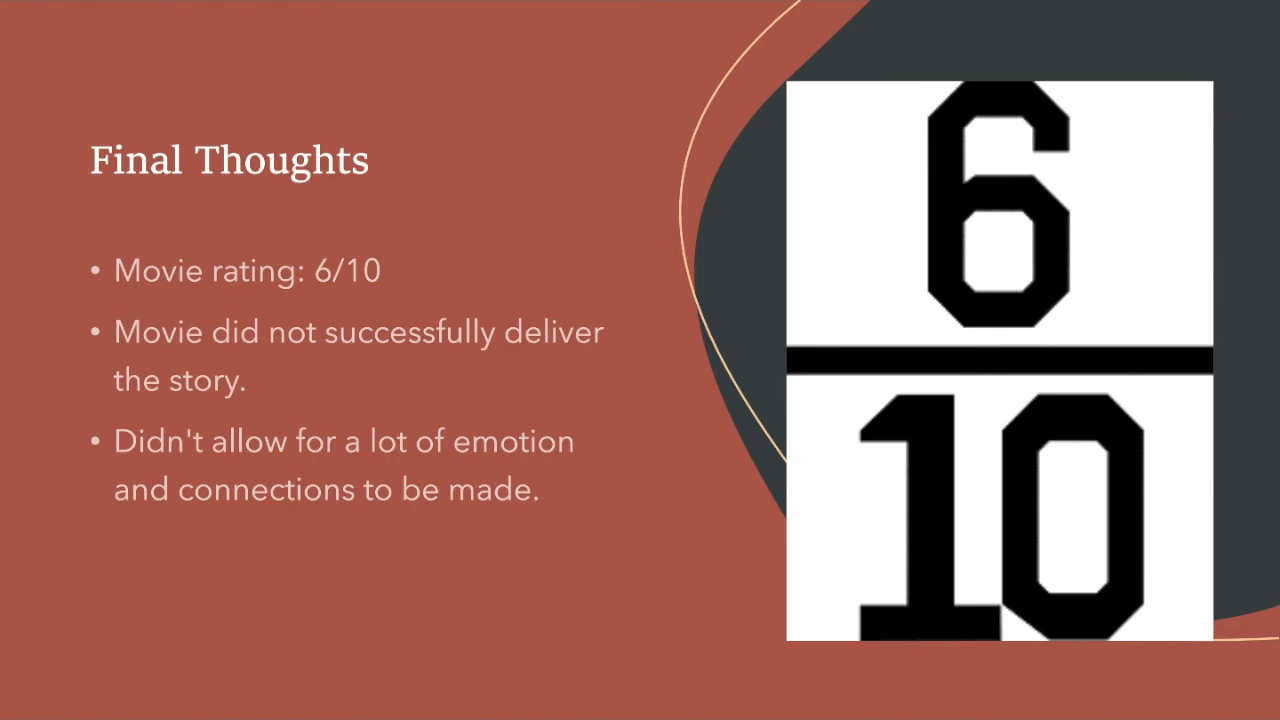 Final Thoughts
• Movie rating: 6/10
• Movie did not successfully deliver
the story.
• Didn't allow for a lot of emotion
and connections to be made.
6
10